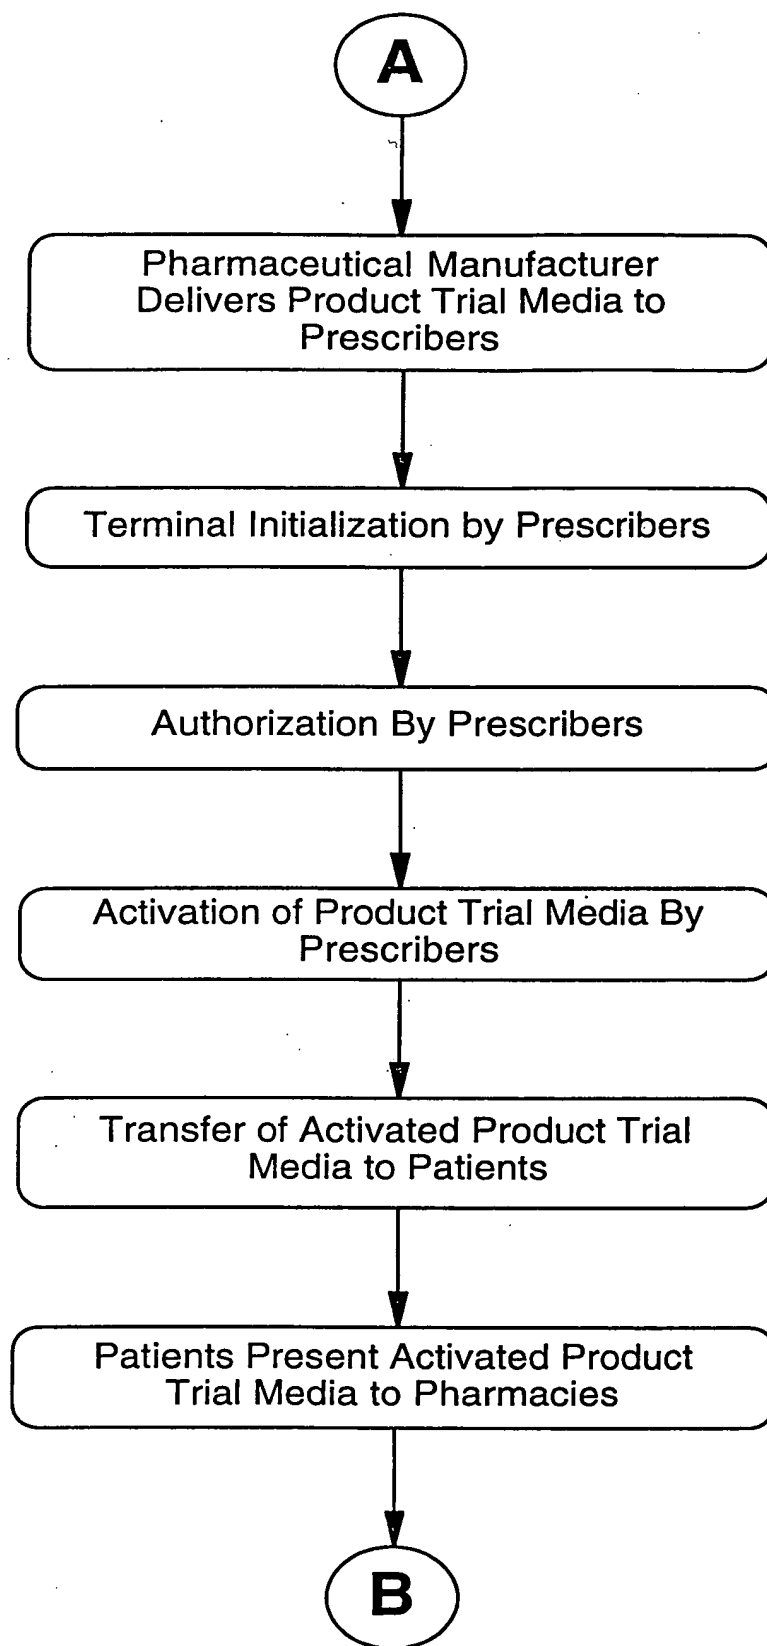 A
Pharmaceutical Manufacturer
Delivers Product Trial Media to
Prescribers
Terminal Initialization by Prescribers
Authorization By Prescribers
Activation of Product Trial Media By
Prescribers
Transfer of Activated Product Trial
Media to Patients
Patients Present Activated Product
Trial Media to Pharmacies
B